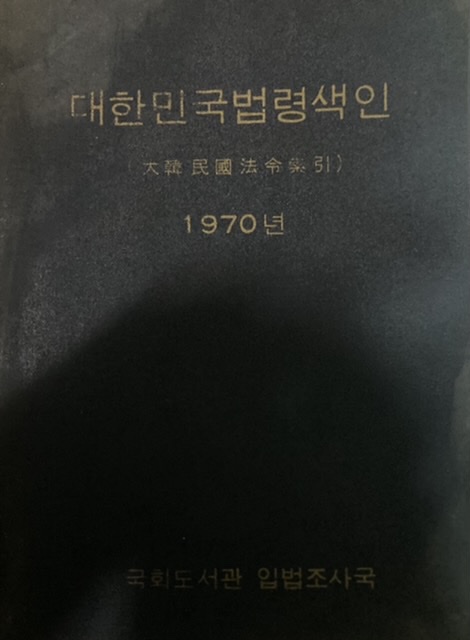 대한민국법령색인
(大韓民國法令索引)
1970년
국회도서관 입법조사국